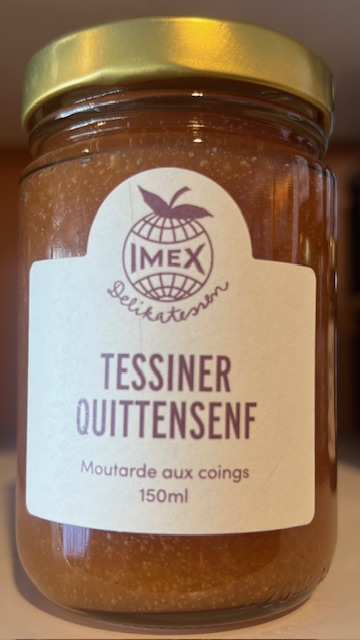 IMEX
Delikatessen
TESSINER
QUITTENSENF
Moutarde aux coings
150ml